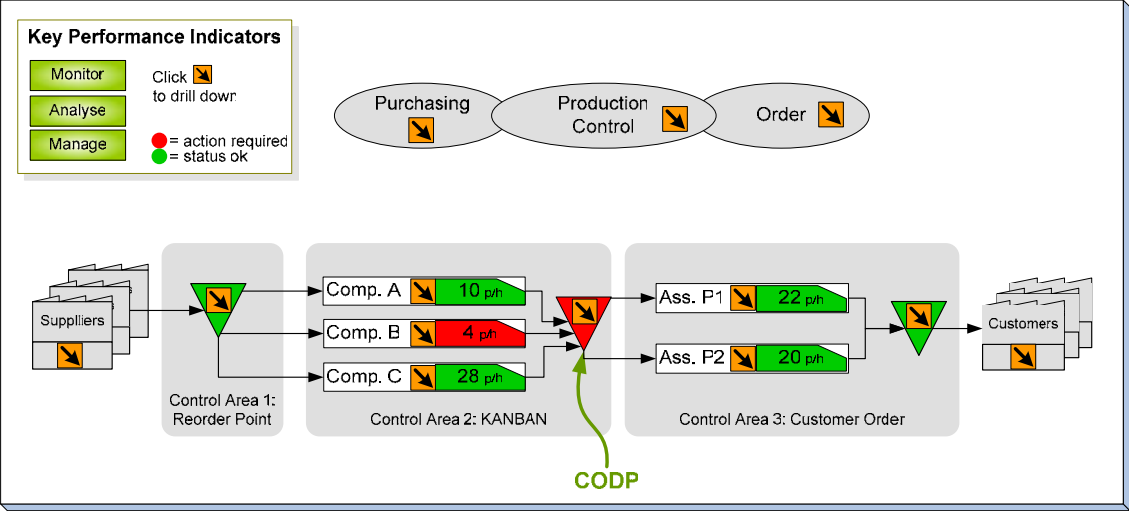 Key Performance Indicators
Monitor
Analyse
Manage
Click
to drill down
= action required
= status ok
Purchasing
Production
Control
Order
Suppliers
Comp. A
10 p/h
Comp. B
4 p/h
Comp. C
28 p/h
Ass. P1
22 p/h
Ass. P2
20 p/h
Customers
Control Area 1:
Reorder Point
Control Area 2: KANBAN
Control Area 3: Customer Order
CODP